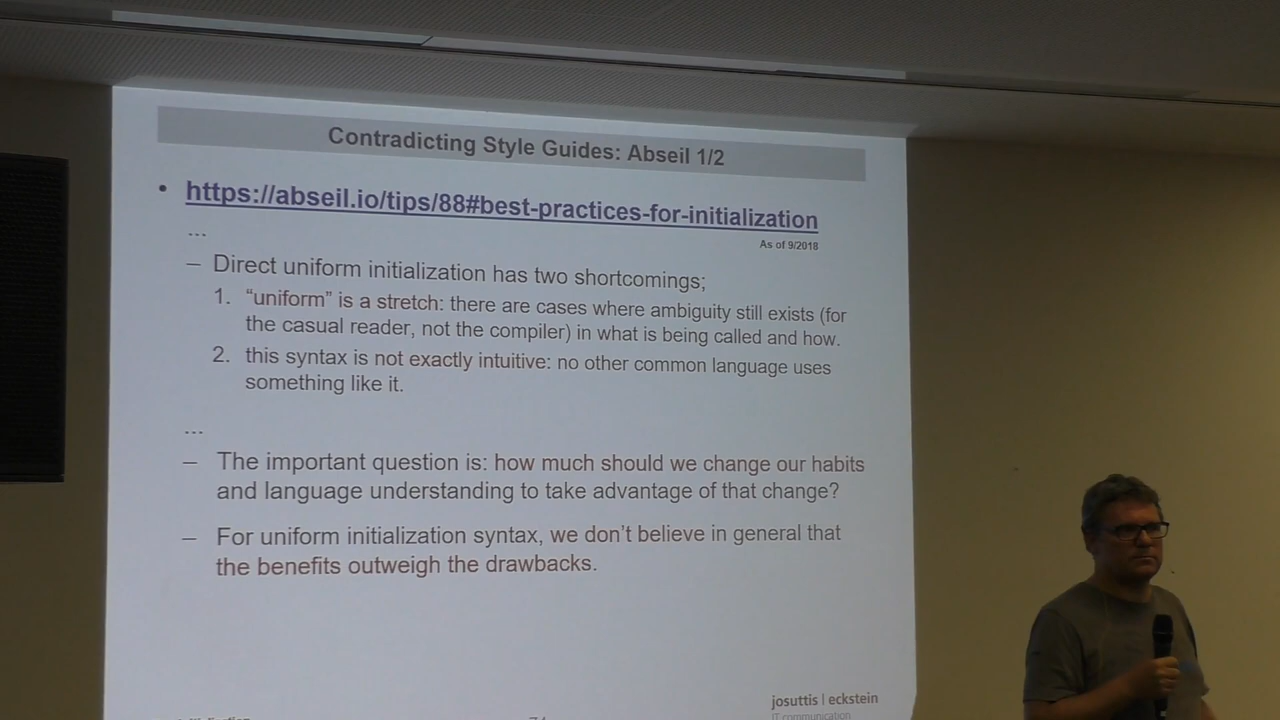 Contradicting Style Guides: Abseil 1/2
• https://abseil.io/tips/88#best-practices-for-initialization
...
As of 9/2018
– Direct uniform initialization has two shortcomings;
1. “uniform” is a stretch: there are cases where ambiguity still exists (for
the casual reader, not the compiler) in what is being called and how.
2. this syntax is not exactly intuitive: no other common language uses
something like it.
...
– The important question is: how much should we change our habits
and language understanding to take advantage of that change?
– For uniform initialization syntax, we don’t believe in general that
the benefits outweigh the drawbacks.
josuttis | eckstein
IT communication